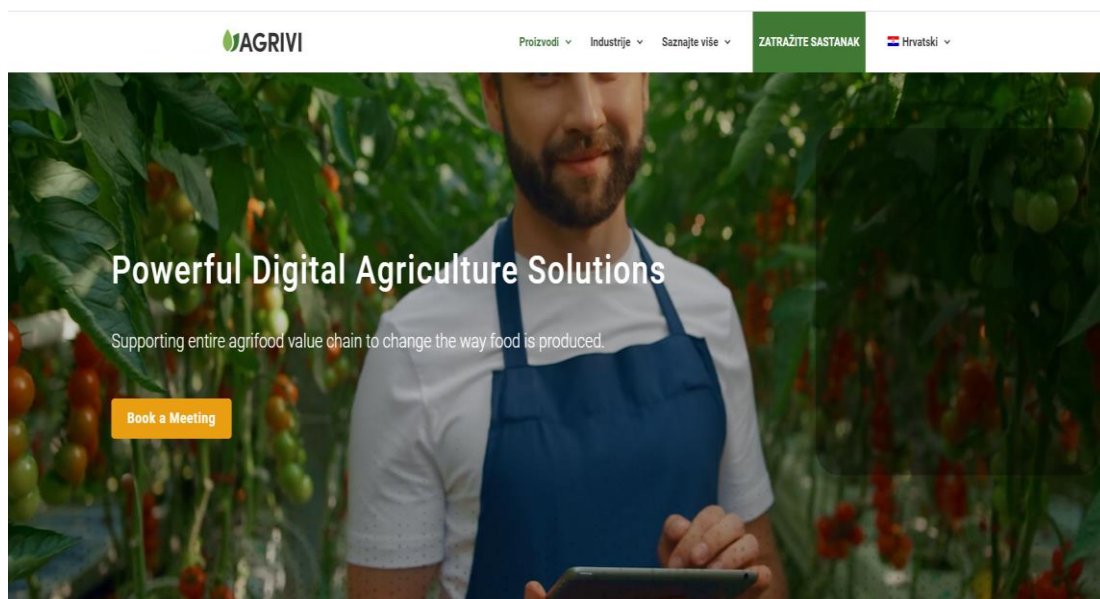 AGRIVI
Proizvodi
Industrije
Saznajte više
ZATRAŽITE SASTANAK
Hrvatski
Powerful Digital Agriculture Solutions
Supporting entire agrifood value chain to change the way food is produced.
Book a Meeting